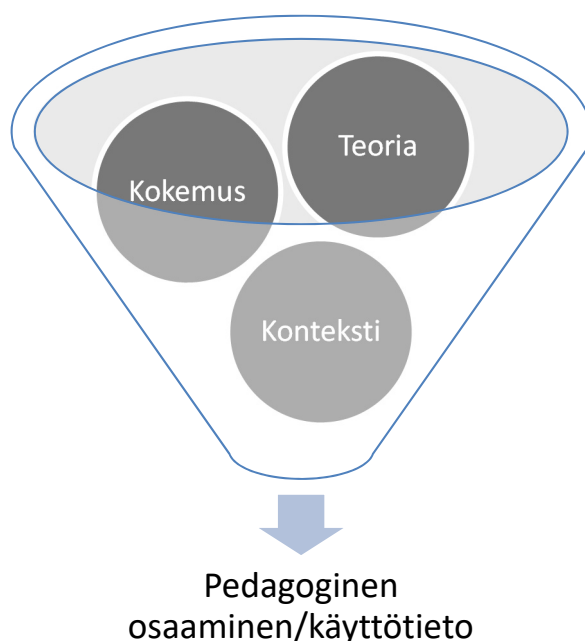 Teoria
Kokemus
Konteksti
Pedagoginen
osaaminen/käyttötieto